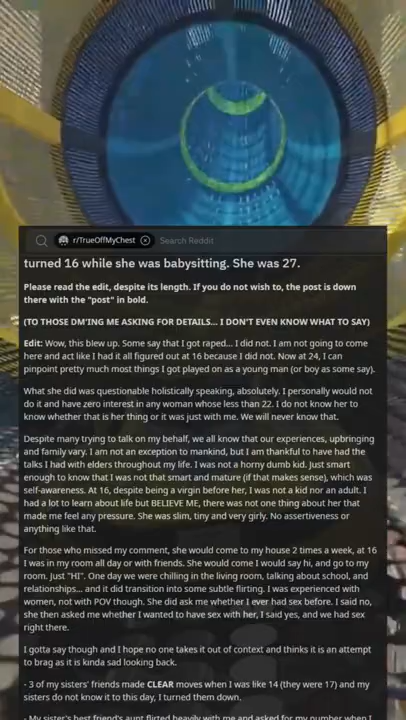 r/TrueOffMyChest
Search Reddit
turned 16 while she was babysitting. She was 27.
Please read the edit, despite its length. If you do not wish to, the post is down
there with the "post" in bold.
(TO THOSE DM'ING ME ASKING FOR DETAILS... I DON'T EVEN KNOW WHAT TO SAY)
Edit: Wow, this blew up. Some say that I got raped... I did not. I am not going to come
here and act like I had it all figured out at 16 because I did not. Now at 24, I can
pinpoint pretty much most things I got played on as a young man (or boy as some say).
What she did was questionable holistically speaking, absolutely. I personally would not
do it and have zero interest in any woman whose less than 22. I do not know her to
know whether that is her thing or it was just with me. We will never know that.
Despite many trying to talk on my behalf, we all know that our experiences, upbringing
and family vary. I am not an exception to mankind, but I am thankful to have had the
talks I had with elders throughout my life. I was not a horny dumb kid. Just smart
enough to know that I was not that smart and mature (if that makes sense), which was
self-awareness. At 16, despite being a virgin before her, I was not a kid nor an adult. I
had a lot to learn about life but BELIEVE ME, there was not one thing about her that
made me feel any pressure. She was slim, tiny and very girly. No assertiveness or
anything like that.
For those who missed my comment, she would come to my house 2 times a week, at 16
I was in my room all day or with friends. She would come I would say hi, and go to my
room. Just "HI". One day we were chilling in the living room, talking about school, and
relationships... and it did transition into some subtle flirting. I was experienced with
women, not with POV though. She did ask me whether I ever had sex before. I said no,
she then asked me whether I wanted to have sex with her, I said yes, and we had sex
right there.
I gotta say though and I hope no one takes it out of context and thinks it is an attempt
to brag as it is kinda sad looking back.
- 3 of my sisters' friends made CLEAR moves when I was like 14 (they were 17) and my
sisters do not know it to this day, I turned them down.
- My sister's best friend's aunt flirted heavily with me and asked for my number when I